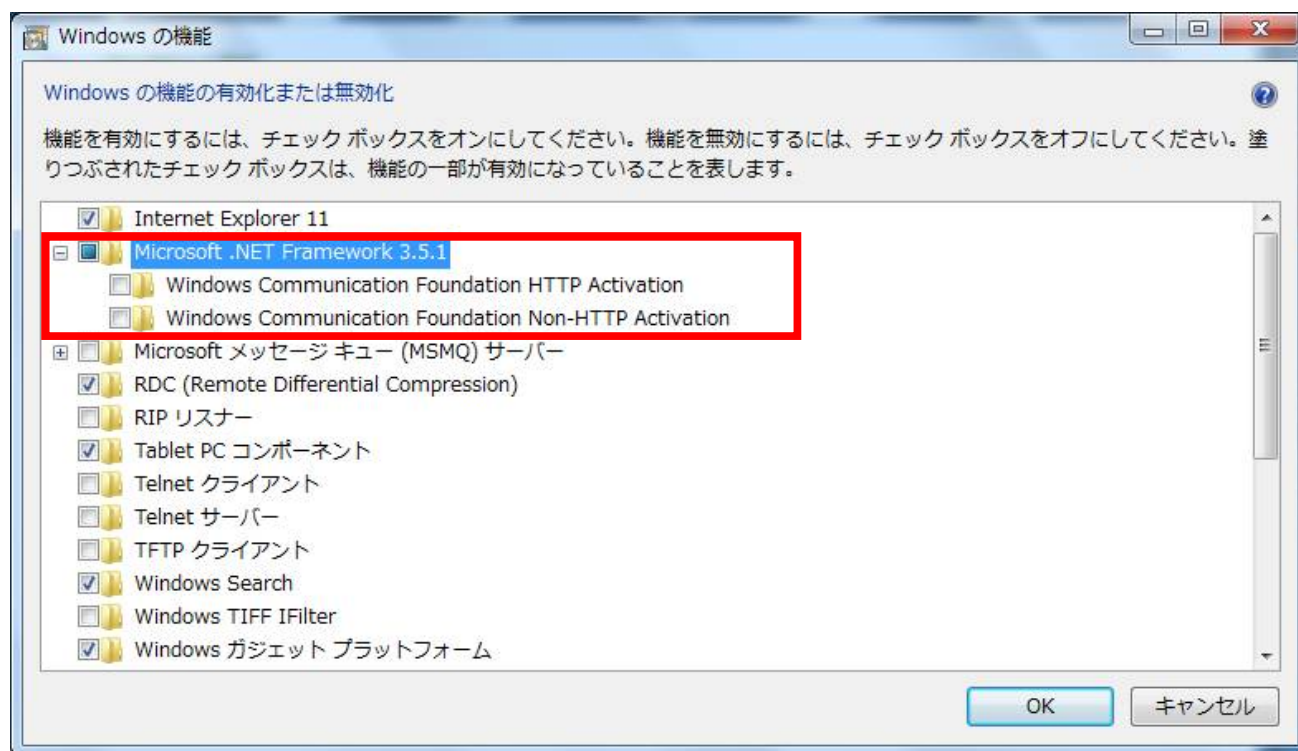 Windows の機能
Windows の機能の有効化または無効化
機能を有効にするには、チェック ボックスをオンにしてください。機能を無効にするには、チェック ボックスをオフにしてください。塗
りつぶされたチェック ボックスは、機能の一部が有効になっていることを表します。
Internet Explorer 11
Microsoft .NET Framework 3.5.1
Windows Communication Foundation HTTP Activation
Windows Communication Foundation Non-HTTP Activation
Microsoft メッセージ キュー (MSMQ) サーバー
RDC (Remote Differential Compression)
RIP リスナー
Tablet PC コンポーネント
Telnet クライアント
Telnet サーバー
TFTP クライアント
Windows Search
Windows TIFF IFilter
Windows ガジェット プラットフォーム
OK キャンセル